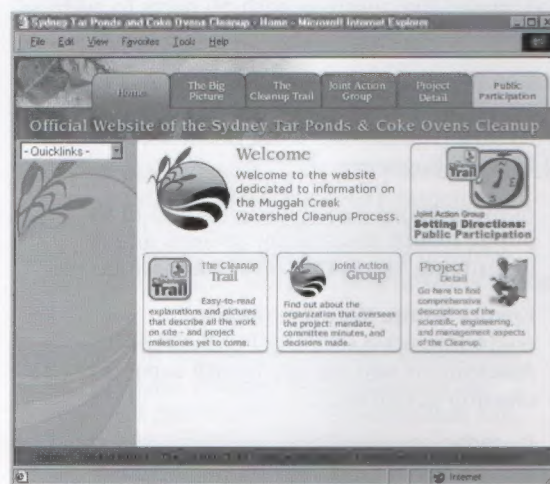 Sydney Tar Ponds and Coke Ovens Cleanup - Home - Microsoft Internet Explorer
File Edit View Favorites Tools Help
Home
The Big
Picture
The
Cleanup Trail
Joint Action
Group
Project
Detail
Public
Participation
Official Website of the Sydney Tar Ponds & Coke Ovens Cleanup
- Quicklinks -
Welcome
Welcome to the website
dedicated to information on
the Muggah Creek
Watershed Cleanup Process.
Trail
Joint Action Group
Setting Directions:
Public Participation
Trail
The Cleanup
Trail
Easy-to-read
explanations and pictures
that describe all the work
on site - and project
milestones yet to come.
Joint Action
Group
Find out about the
organization that oversees
the project: mandate,
committee minutes, and
decisions made.
Project
Detail
Go here to find
comprehensive
descriptions of the
scientific, engineering,
and management aspects
of the Cleanup.
Internet